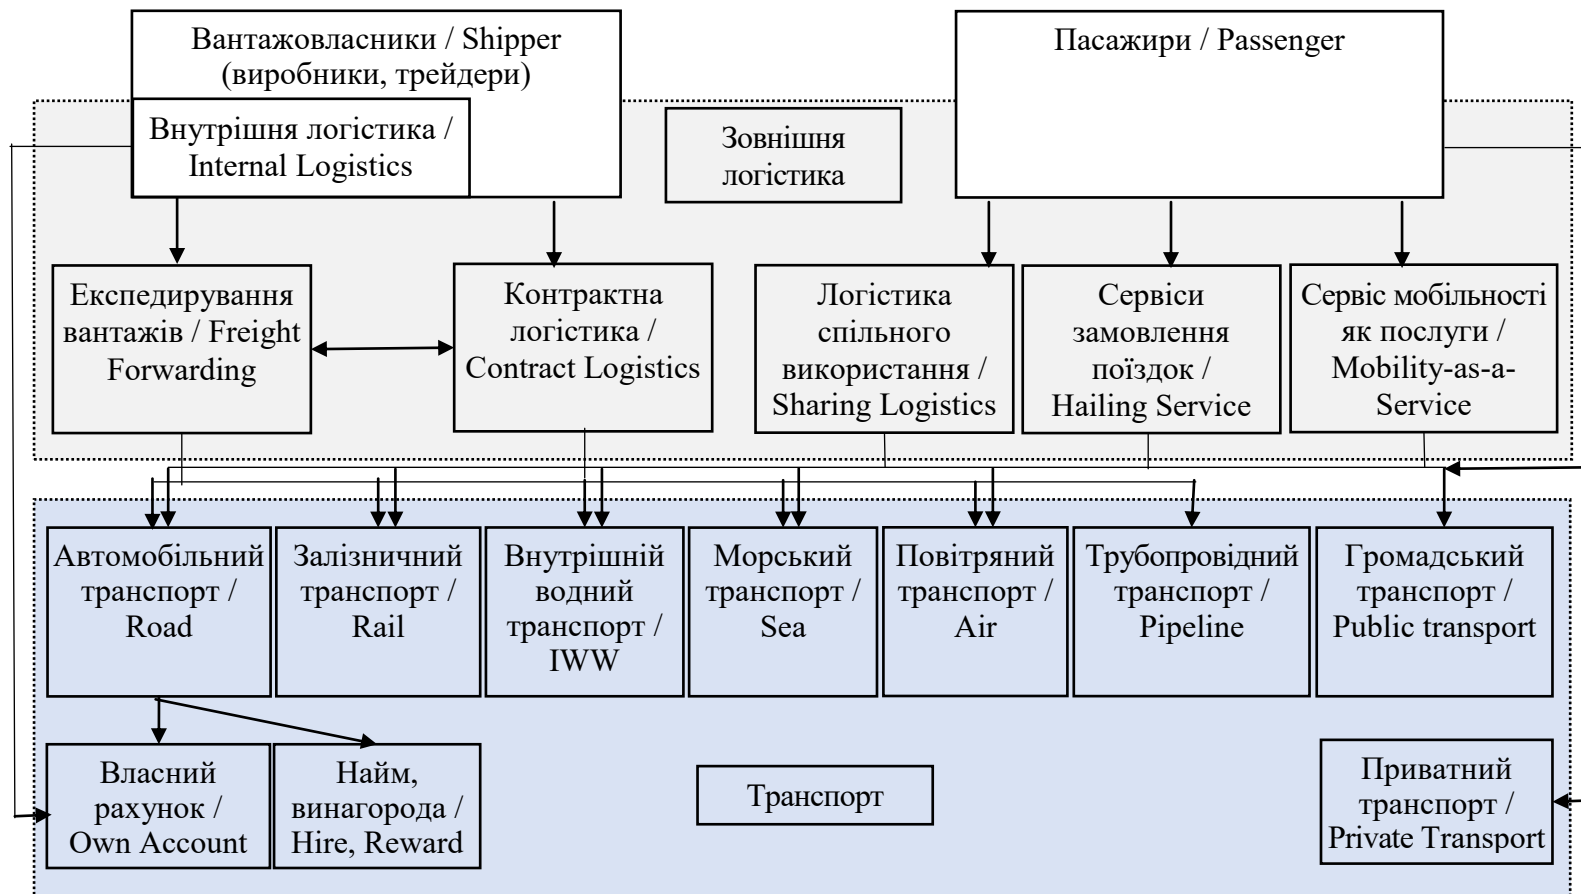 Вантажовласники / Shipper
(виробники, трейдери)
Пасажири / Passenger
Внутрішня логістика /
Internal Logistics
Зовнішня
логістика
Експедирування
вантажів / Freight
Forwarding
Контрактна
логістика /
Contract Logistics
Логістика
спільного
використання /
Sharing Logistics
Сервіси
замовлення
поїздок /
Hailing Service
Сервіс мобільності
як послуги /
Mobility-as-a-
Service
Автомобільний
транспорт /
Road
Залізничний
транспорт /
Rail
Внутрішній
водний
транспорт /
IWW
Морський
транспорт /
Sea
Повітряний
транспорт /
Air
Трубопровідний
транспорт /
Pipeline
Громадський
транспорт /
Public transport
Власний
рахунок /
Own Account
Найм,
винагорода /
Hire, Reward
Транспорт
Приватний
транспорт /
Private Transport